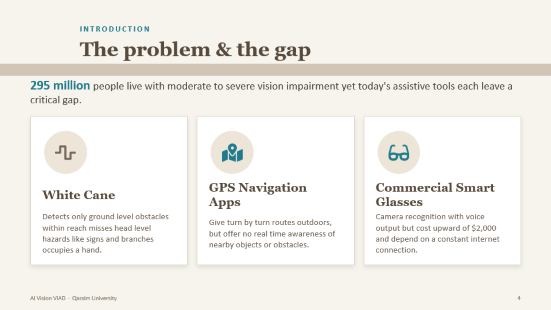 INTRODUCTION
The problem & the gap
295 million people live with moderate to severe vision impairment yet today's assistive tools each leave a
critical gap.
White Cane
Detects only ground level obstacles
within reach misses head level
hazards like signs and branches
occupies a hand.
GPS Navigation
Apps
Give turn by turn routes outdoors,
but offer no real time awareness of
nearby objects or obstacles.
Commercial Smart
Glasses
Camera recognition with voice
output but cost upward of $2,000
and depend on a constant internet
connection.
AI Vision VIAD · Qassim University
4